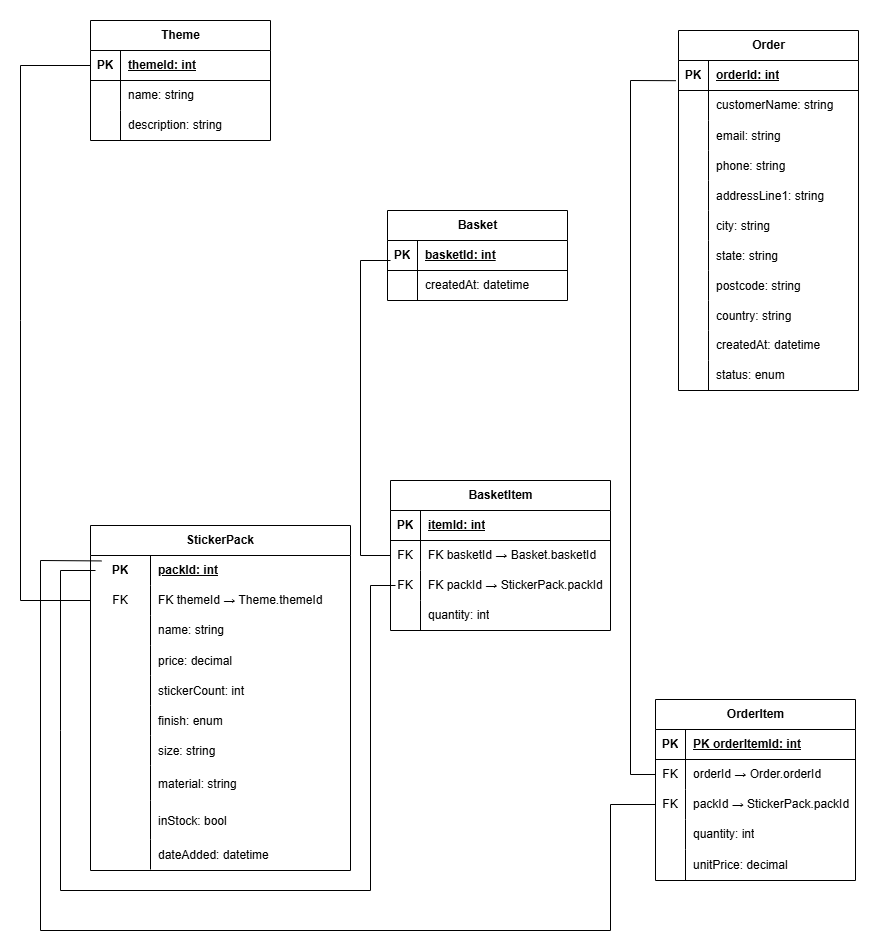 Theme
PK themeId: int
name: string
description: string
Order
PK orderId: int
customerName: string
email: string
phone: string
addressLine1: string
city: string
state: string
postcode: string
country: string
createdAt: datetime
status: enum
Basket
PK basketId: int
createdAt: datetime
BasketItem
PK itemId: int
FK FK basketId → Basket.basketId
FK FK packId → StickerPack.packId
quantity: int
StickerPack
PK packId: int
FK FK themeId → Theme.themeId
name: string
price: decimal
stickerCount: int
finish: enum
size: string
material: string
inStock: bool
dateAdded: datetime
OrderItem
PK PK orderItemId: int
FK orderId → Order.orderId
FK packId → StickerPack.packId
quantity: int
unitPrice: decimal